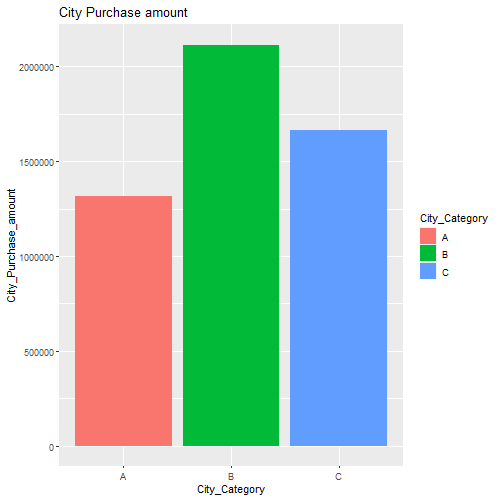 City Purchase amount
City_Purchase_amount
2000000
1500000
1000000
500000
0
A
B
C
City_Category
City_Category
A
B
C